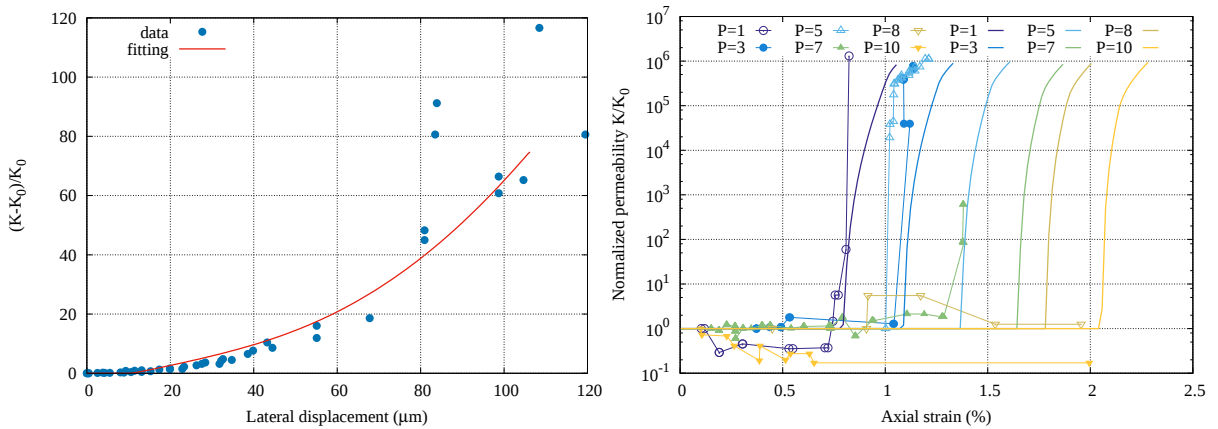 data
fitting
(K-K0)/K0
120
100
80
60
40
20
0
0 20 40 60 80 100 120
Lateral displacement (μm)
P=1 P=5 P=8 P=1 P=5 P=8
P=3 P=7 P=10 P=3 P=7 P=10
Normalized permeability K/K0
10^7
10^6
10^5
10^4
10^3
10^2
10^1
10^0
10^-1
0 0.5 1 1.5 2 2.5
Axial strain (%)